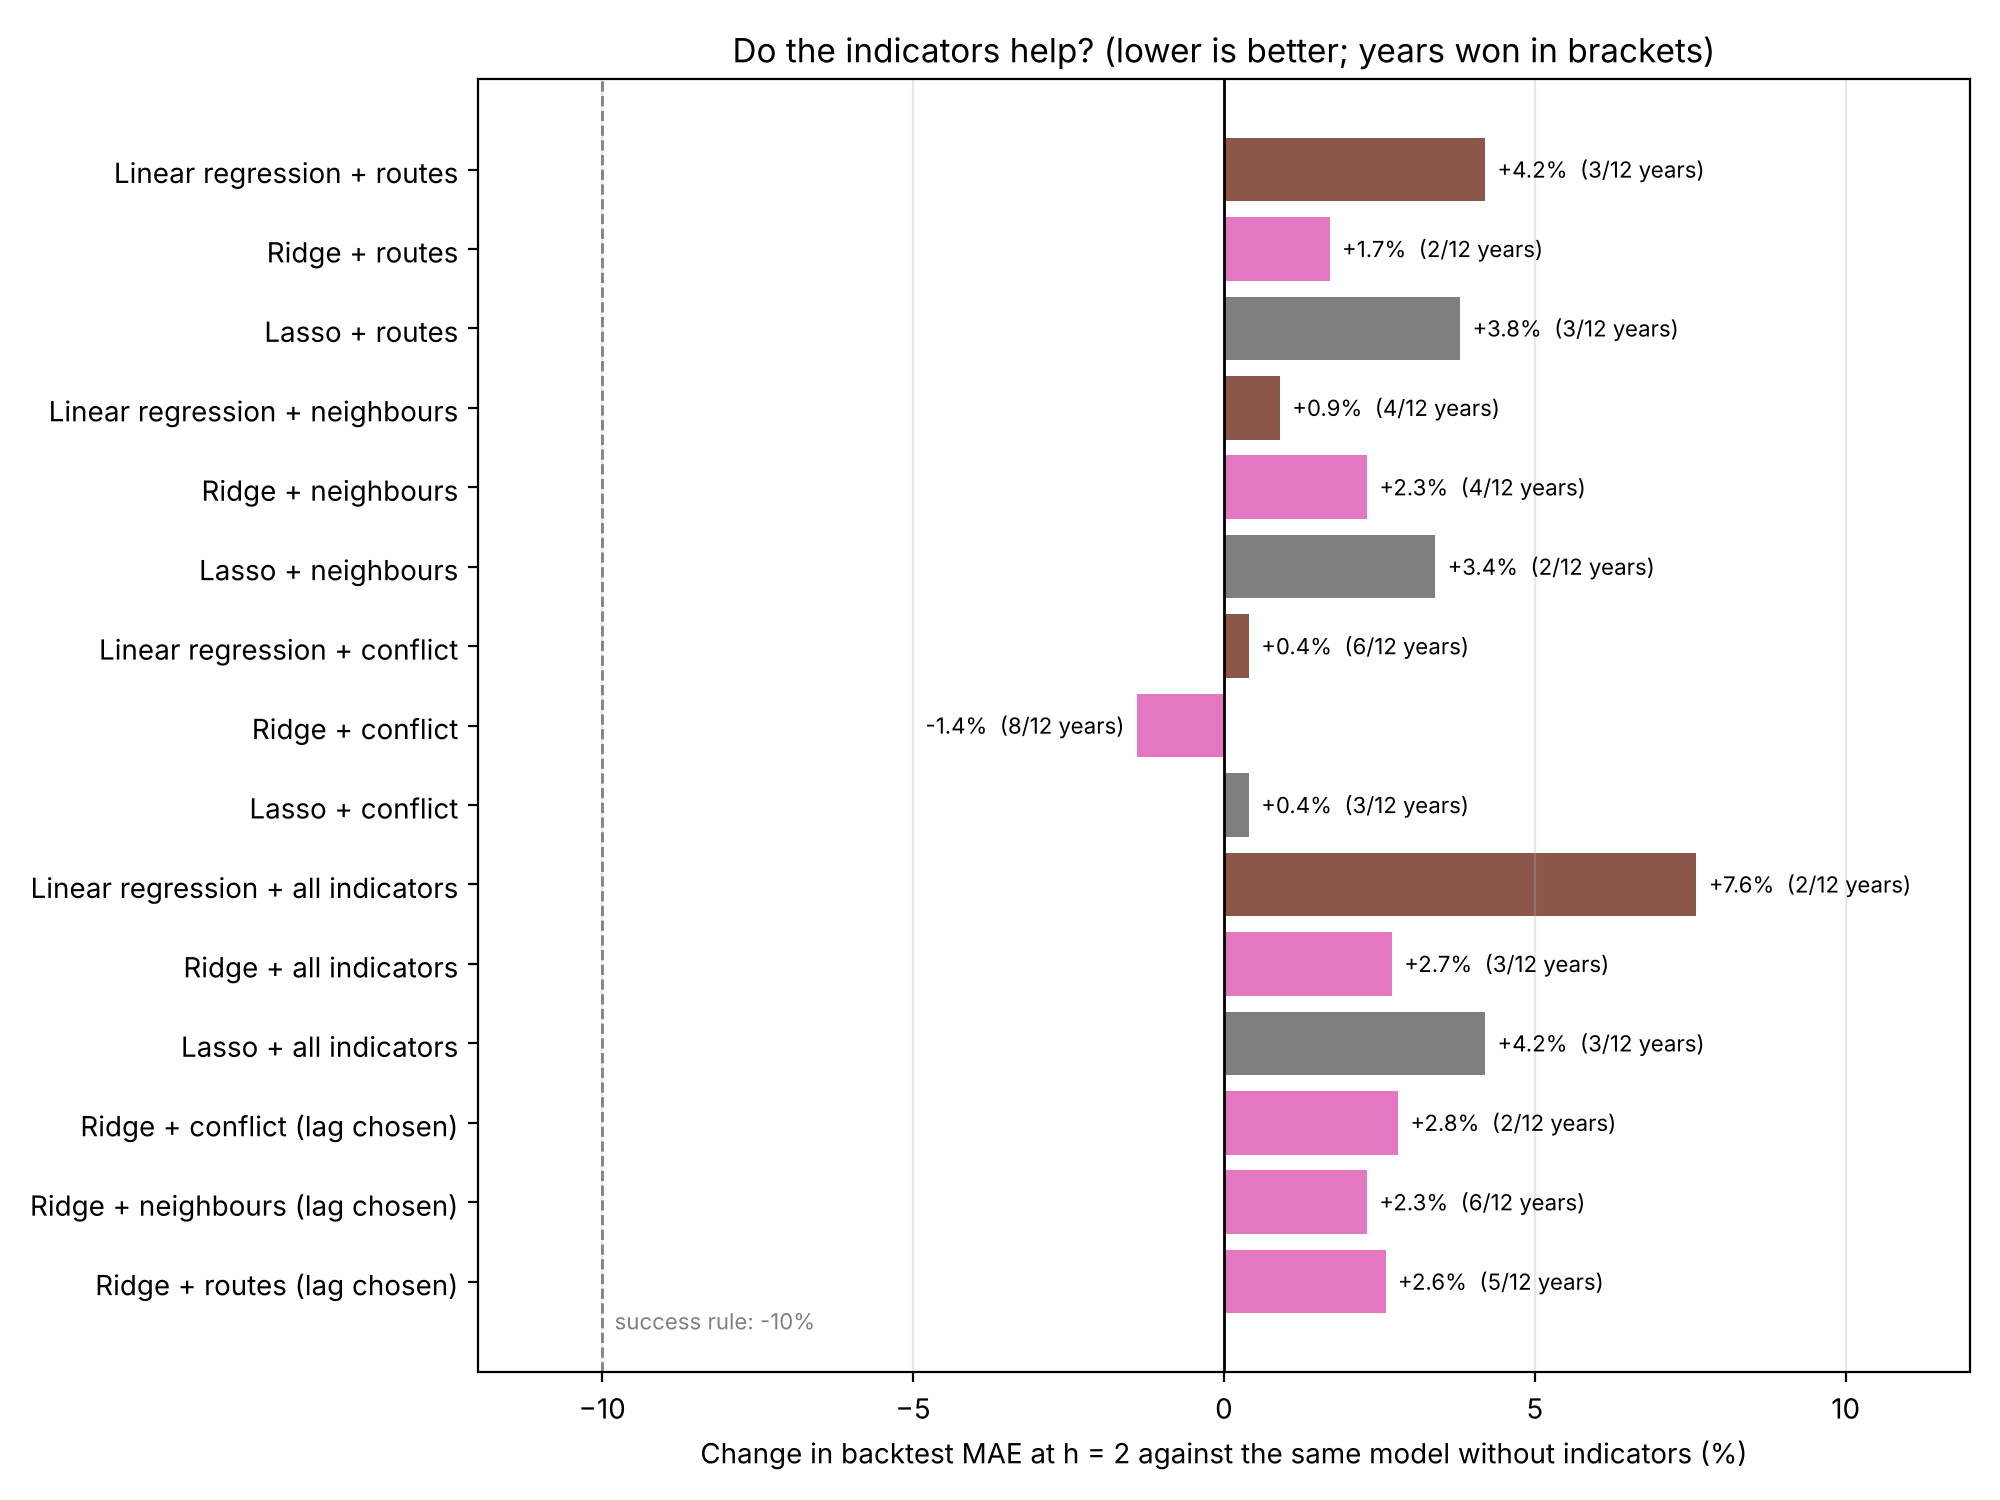 Do the indicators help? (lower is better; years won in brackets)
Linear regression + routes
+4.2% (3/12 years)
Ridge + routes
+1.7% (2/12 years)
Lasso + routes
+3.8% (3/12 years)
Linear regression + neighbours
+0.9% (4/12 years)
Ridge + neighbours
+2.3% (4/12 years)
Lasso + neighbours
+3.4% (2/12 years)
Linear regression + conflict
+0.4% (6/12 years)
Ridge + conflict
-1.4% (8/12 years)
Lasso + conflict
+0.4% (3/12 years)
Linear regression + all indicators
+7.6% (2/12 years)
Ridge + all indicators
+2.7% (3/12 years)
Lasso + all indicators
+4.2% (3/12 years)
Ridge + conflict (lag chosen)
+2.8% (2/12 years)
Ridge + neighbours (lag chosen)
+2.3% (6/12 years)
Ridge + routes (lag chosen)
+2.6% (5/12 years)
success rule: -10%
−10 −5 0 5 10
Change in backtest MAE at h = 2 against the same model without indicators (%)